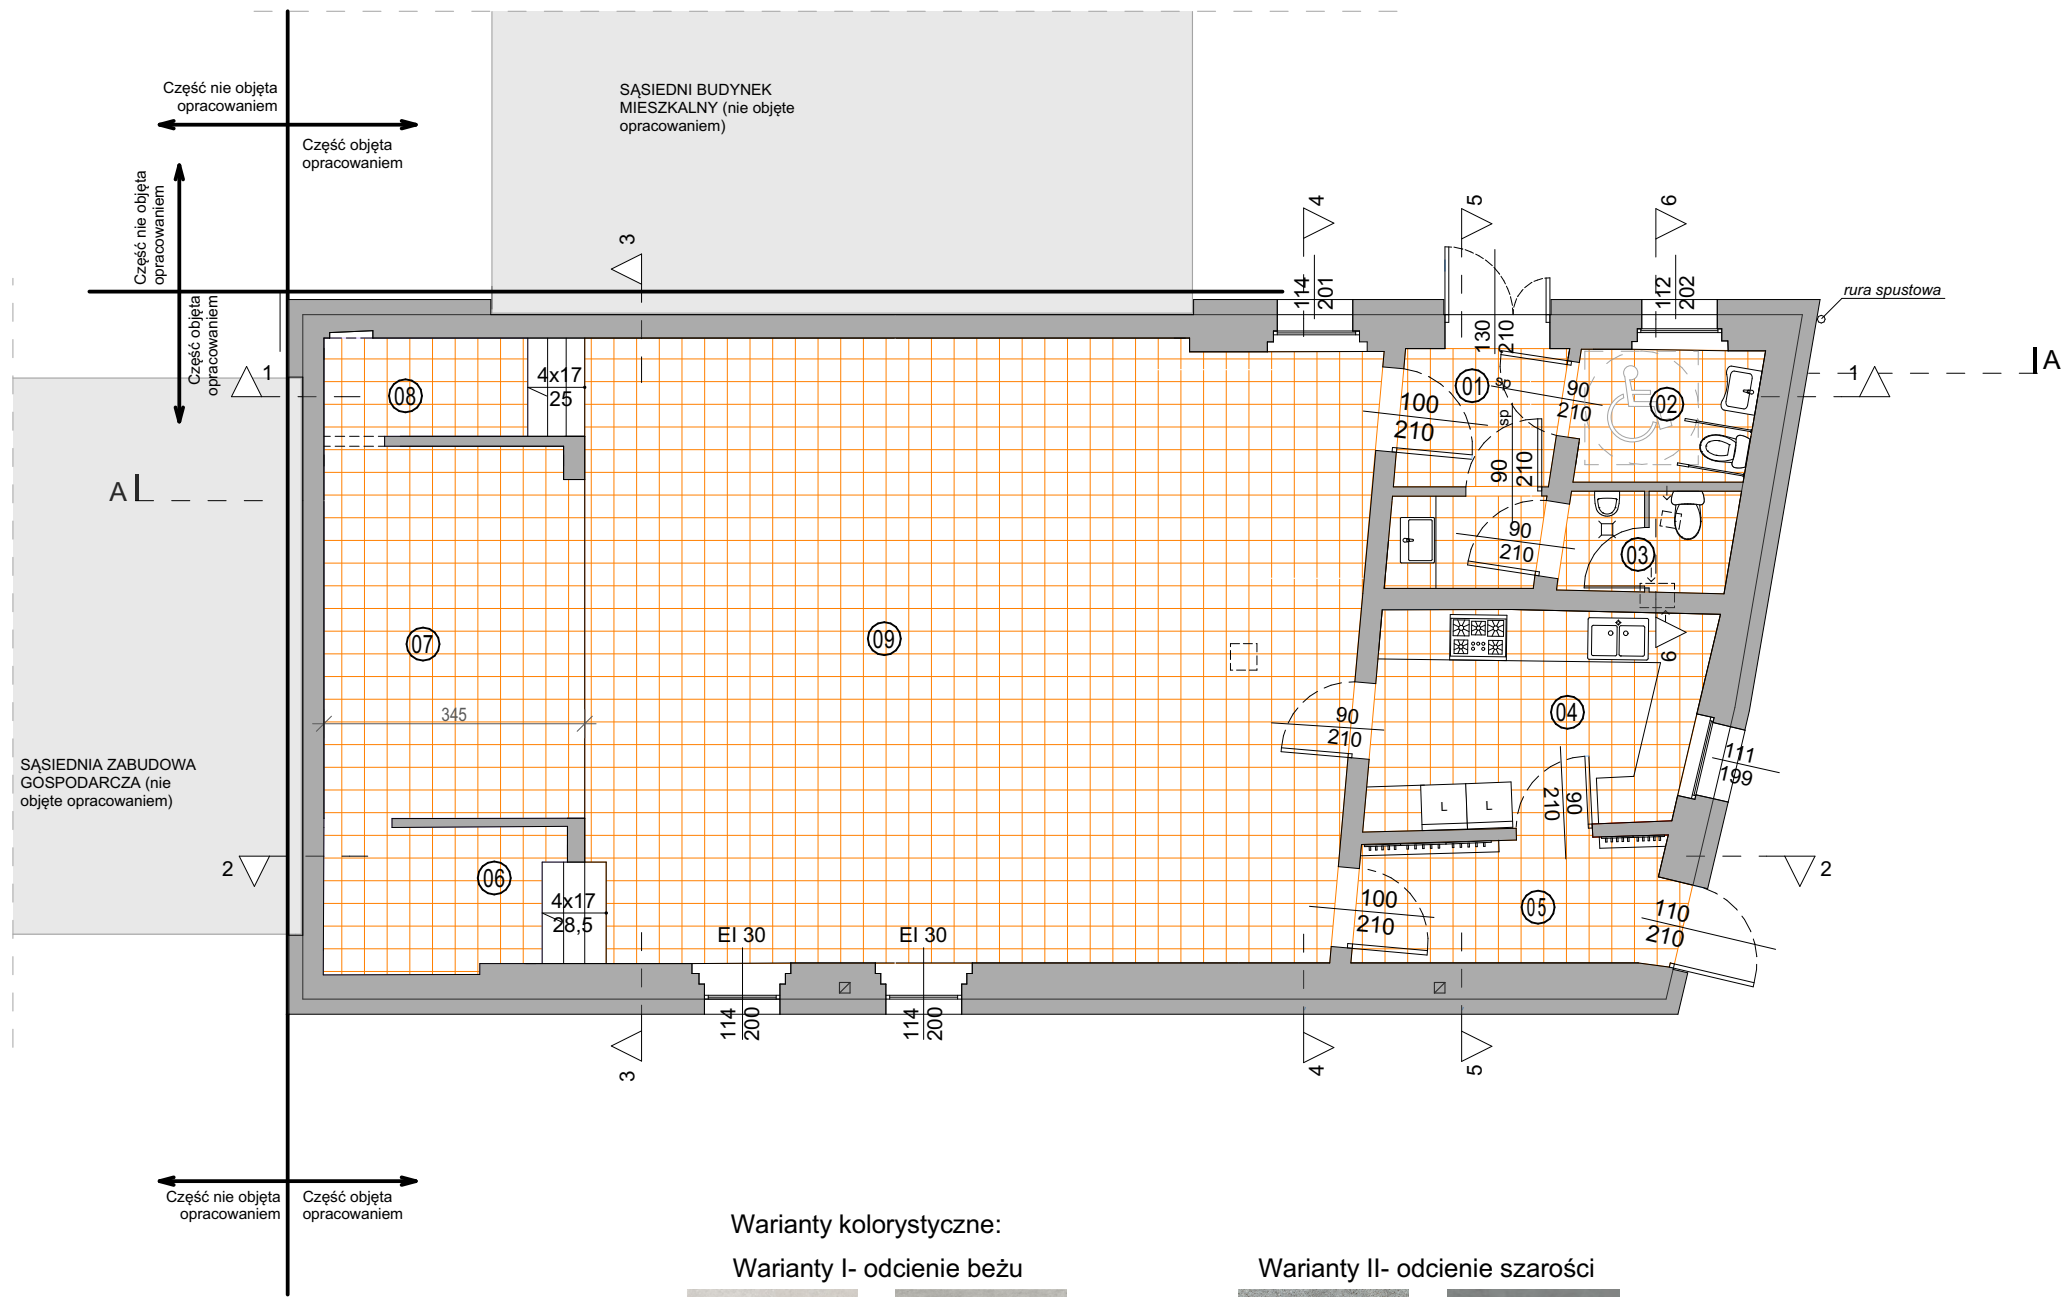 Część nie objęta
opracowaniem
Część objęta
opracowaniem
SĄSIEDNI BUDYNEK
MIESZKALNY (nie objęte
opracowaniem)
Część nie objęta
opracowaniem
Część objęta
opracowaniem
3
4
5
6
114
201
130
210
112
202
rura spustowa
1
A
1
08
4x17
25
01
sp
sp
100
210
90
210
02
A
90
210
90
210
03
07
09
345
6
04
90
210
111
199
SĄSIEDNIA ZABUDOWA
GOSPODARCZA (nie
objęte opracowaniem)
L
L
90
210
2
2
06
4x17
28,5
05
100
210
110
210
EI 30
EI 30
114
200
114
200
3
4
5
Część nie objęta
opracowaniem
Część objęta
opracowaniem
Warianty kolorystyczne:
Warianty I- odcienie beżu
Warianty II- odcienie szarości